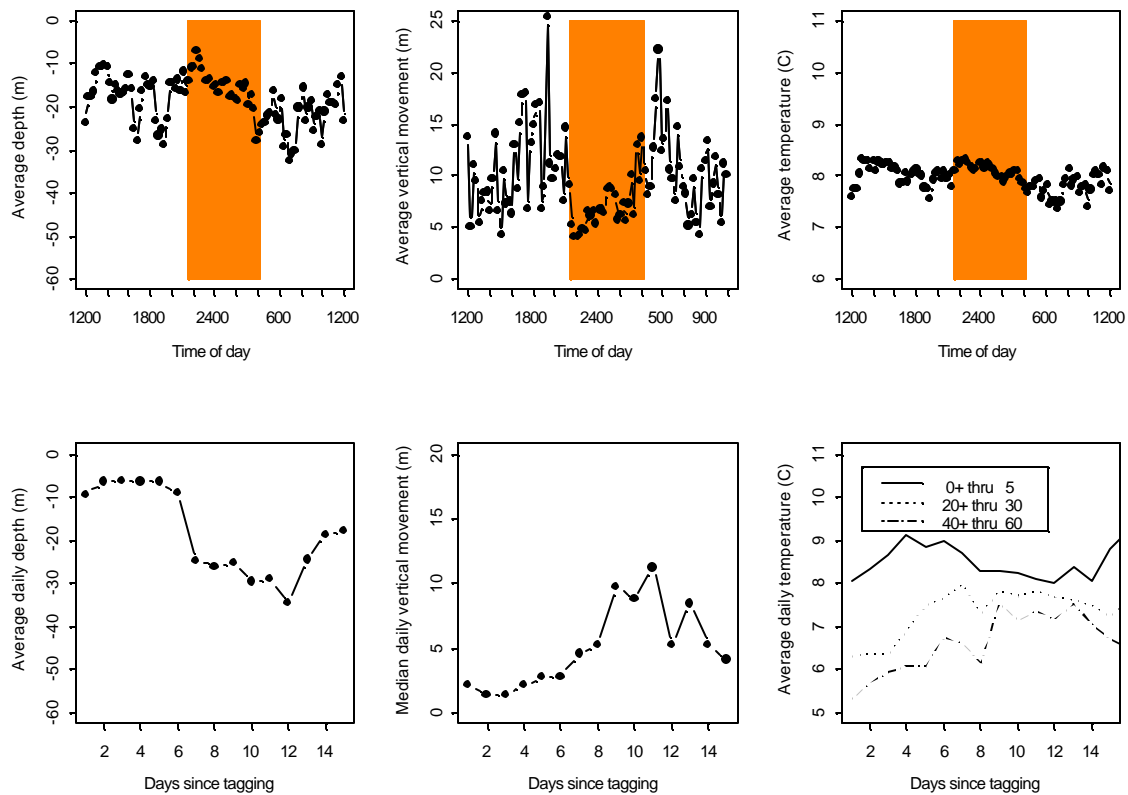 Average depth (m)
0
-10
-20
-30
-40
-50
-60
1200 1800 2400 600 1200
Time of day
Average vertical movement (m)
25
20
15
10
5
0
1200 2400 500 900
Time of day
Average temperature (C)
11
10
9
8
7
6
1200 1800 2400 600 1200
Time of day
Average daily depth (m)
0
-10
-20
-30
-40
-50
-60
2 4 6 8 10 12 14
Days since tagging
Median daily vertical movement (m)
20
15
10
5
0
2 4 6 8 10 12 14
Days since tagging
Average daily temperature (C)
11
10
9
8
7
6
5
0+ thru 5
20+ thru 30
40+ thru 60
2 4 6 8 10 12 14
Days since tagging